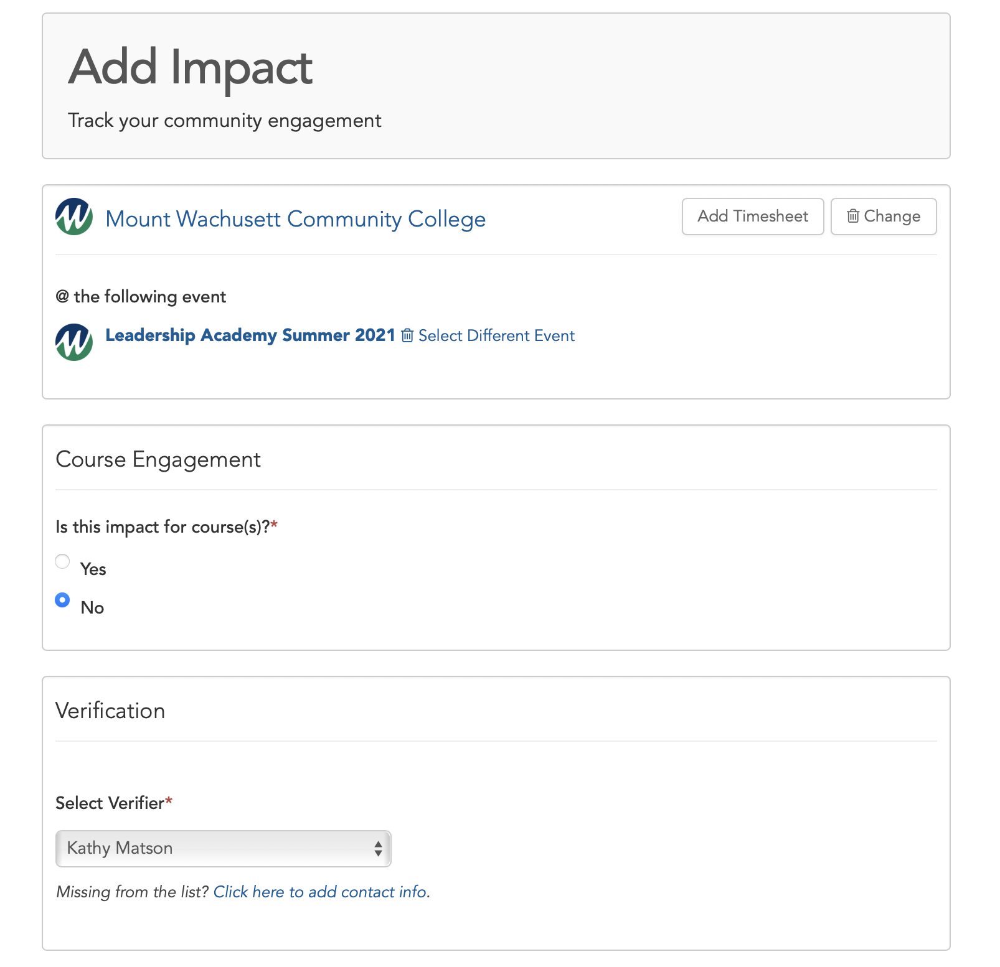 Add Impact
Track your community engagement
Mount Wachusett Community College
Add Timesheet
Change
@ the following event
Leadership Academy Summer 2021 Select Different Event
Course Engagement
Is this impact for course(s)?*
Yes
No
Verification
Select Verifier*
Kathy Matson
Missing from the list? Click here to add contact info.